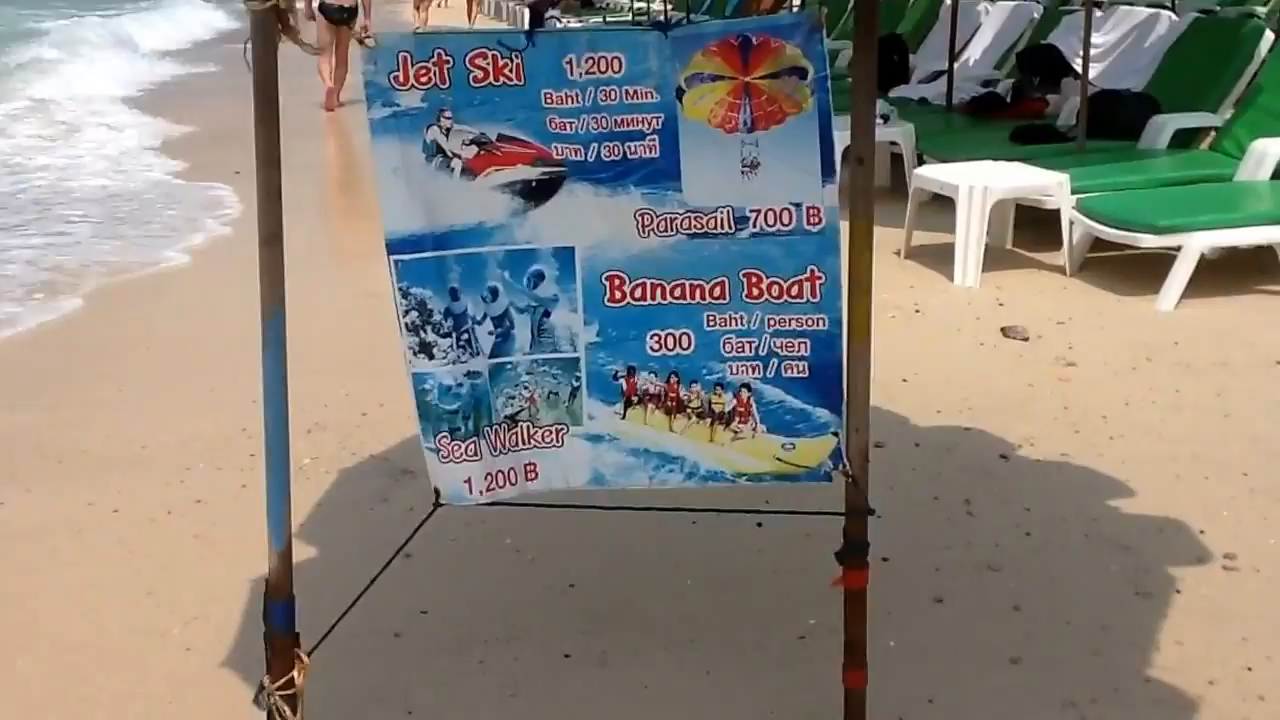 Jet Ski 1,200
Baht / 30 Min.
бат / 30 минут
บาท / 30 นาที
Parasail 700 ฿
Banana Boat
Baht / person
300 бат / чел
บาท / คน
Sea Walker
1,200 ฿